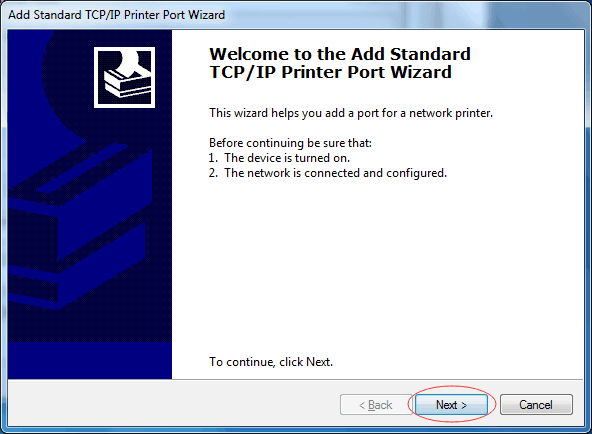 Add Standard TCP/IP Printer Port Wizard
Welcome to the Add Standard
TCP/IP Printer Port Wizard
This wizard helps you add a port for a network printer.
Before continuing be sure that:
1. The device is turned on.
2. The network is connected and configured.
To continue, click Next.
< Back Next > Cancel